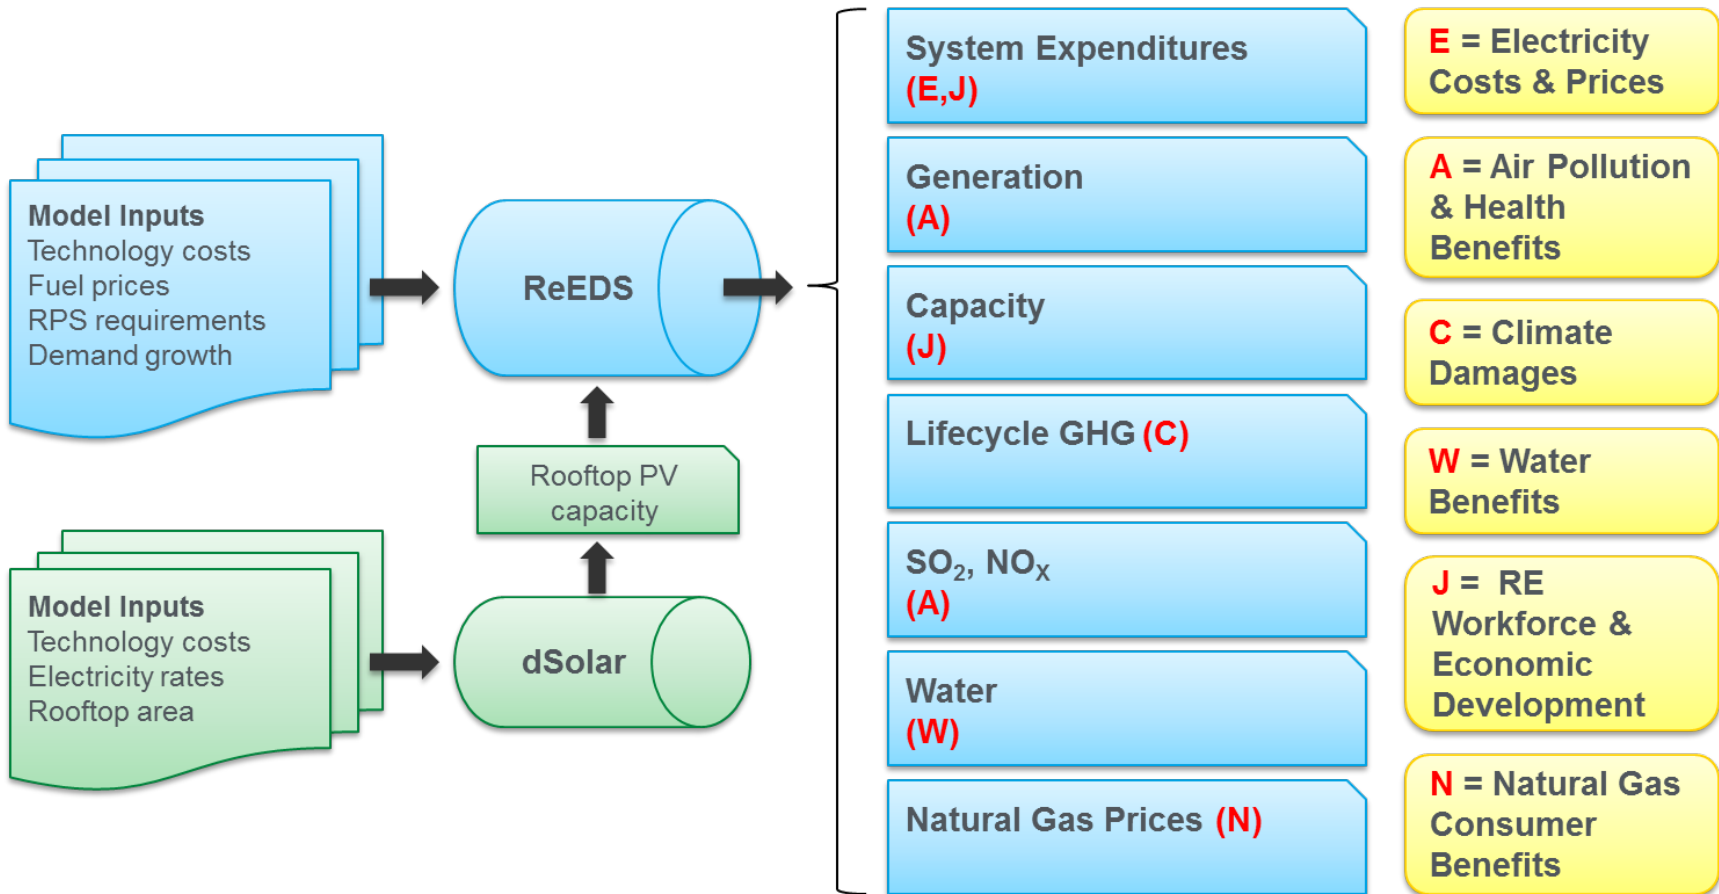 Model Inputs
Technology costs
Fuel prices
RPS requirements
Demand growth
ReEDS
Rooftop PV
capacity
Model Inputs
Technology costs
Electricity rates
Rooftop area
dSolar
System Expenditures
(E,J)
Generation
(A)
Capacity
(J)
Lifecycle GHG (C)
SO₂, NOₓ
(A)
Water
(W)
Natural Gas Prices (N)
E = Electricity
Costs & Prices
A = Air Pollution
& Health
Benefits
C = Climate
Damages
W = Water
Benefits
J = RE
Workforce &
Economic
Development
N = Natural Gas
Consumer
Benefits